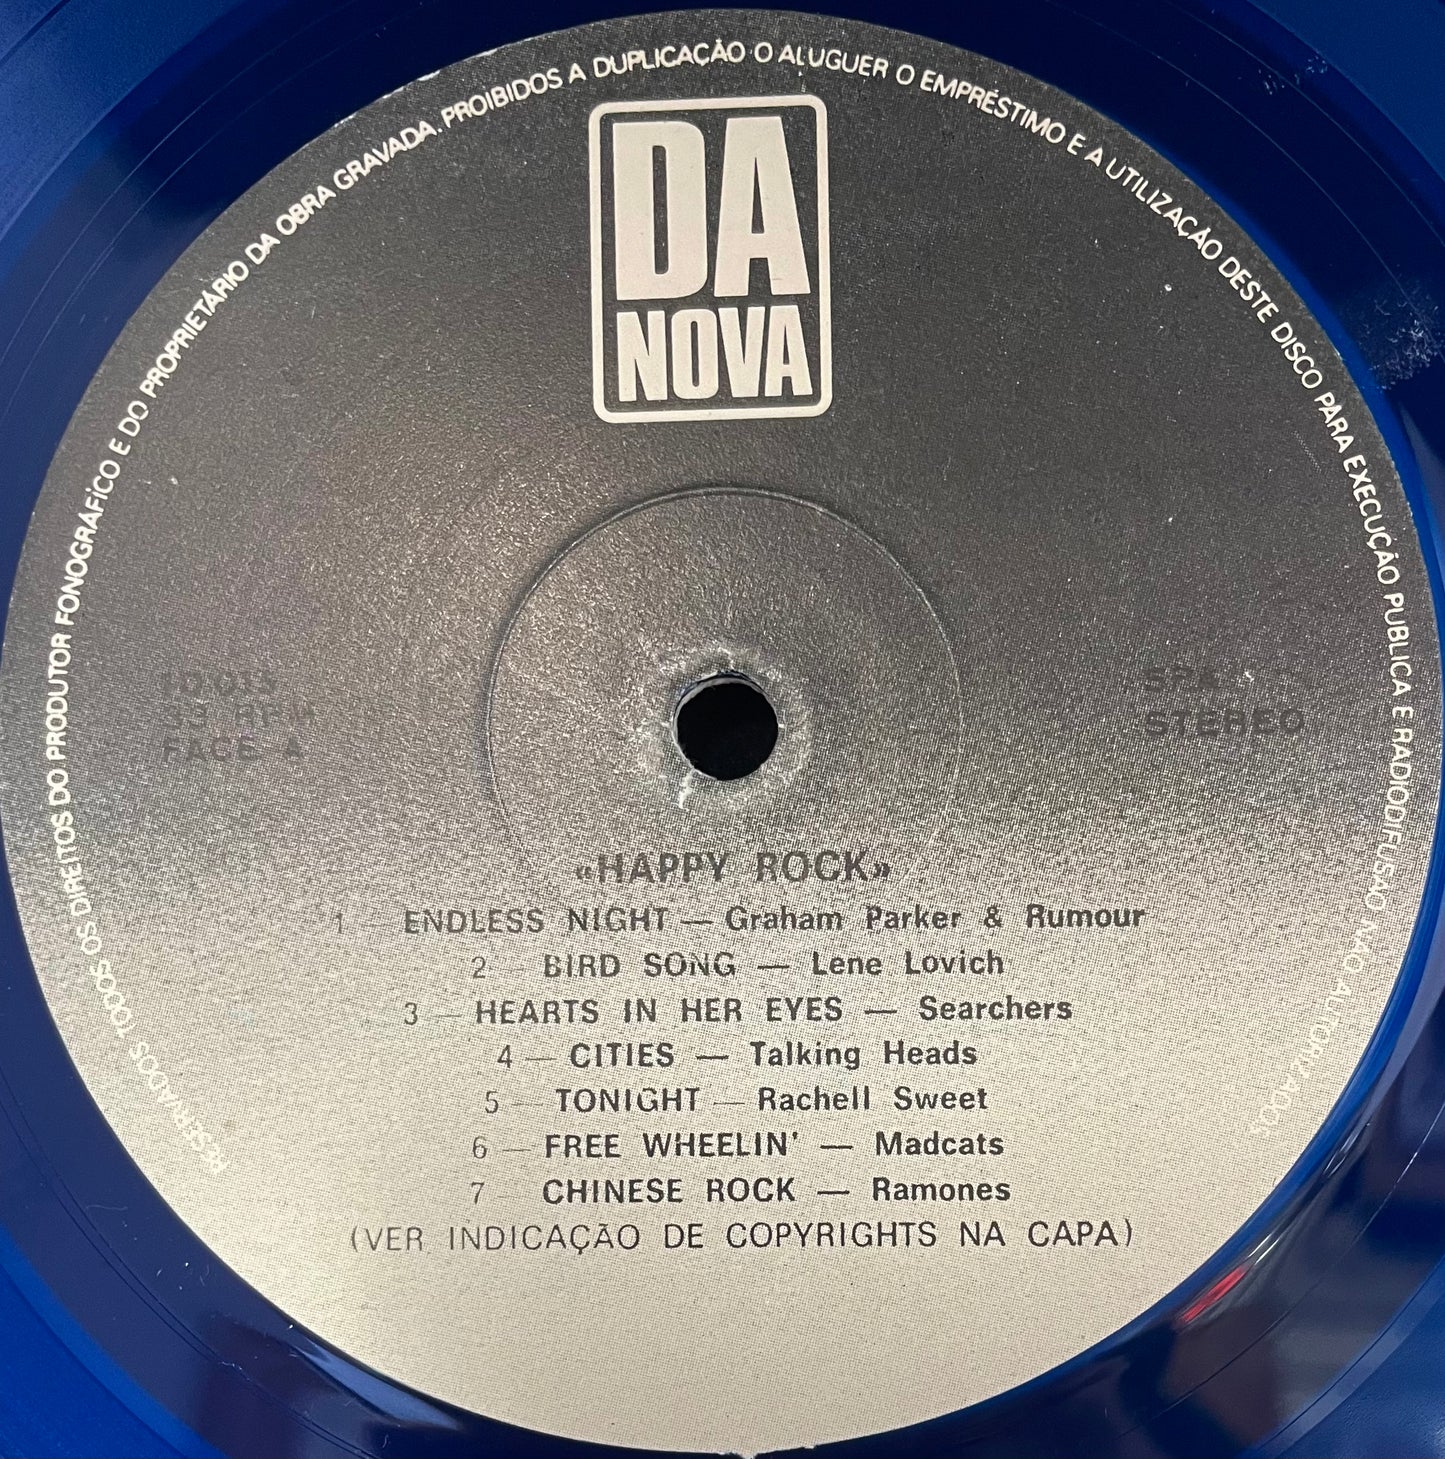 TODOS OS DIREITOS DO PRODUTOR FONOGRÁFICO E DO PROPRIETÁRIO DA OBRA GRAVADA. PROIBIDOS A DUPLICAÇÃO O ALUGUER O EMPRÉSTIMO E A UTILIZAÇÃO DESTE DISCO PARA EXECUÇÃO PUBLICA E RADIODIFUSAO NAO AUTORIZADOS
RESERVADOS
DA
NOVA
33 RPM
FACE A
SPA
STEREO
«HAPPY ROCK»
1 — ENDLESS NIGHT — Graham Parker & Rumour
2 — BIRD SONG — Lene Lovich
3 — HEARTS IN HER EYES — Searchers
4 — CITIES — Talking Heads
5 — TONIGHT — Rachell Sweet
6 — FREE WHEELIN' — Madcats
7 — CHINESE ROCK — Ramones
(VER INDICAÇÃO DE COPYRIGHTS NA CAPA)